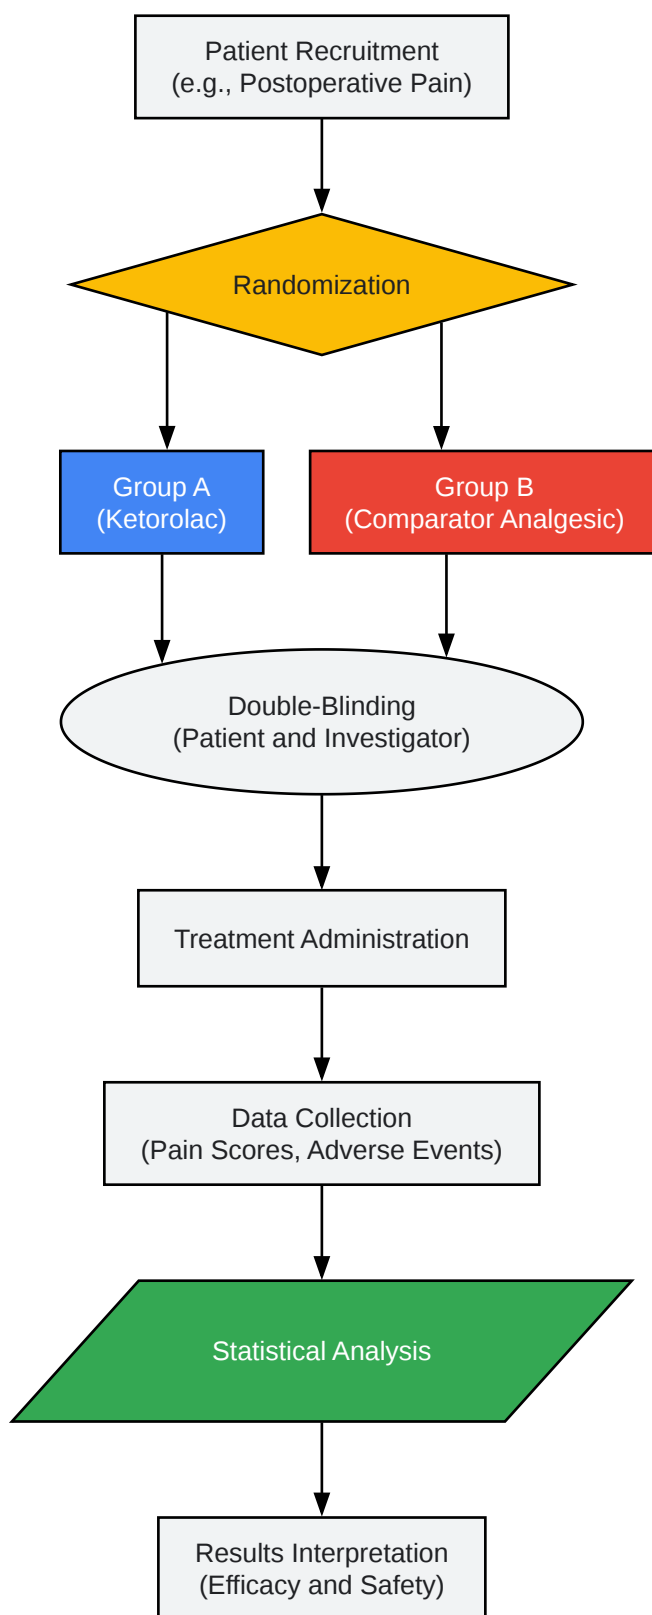 Patient Recruitment
(e.g., Postoperative Pain)
Randomization
Group A
(Ketorolac)
Group B
(Comparator Analgesic)
Double-Blinding
(Patient and Investigator)
Treatment Administration
Data Collection
(Pain Scores, Adverse Events)
Statistical Analysis
Results Interpretation
(Efficacy and Safety)